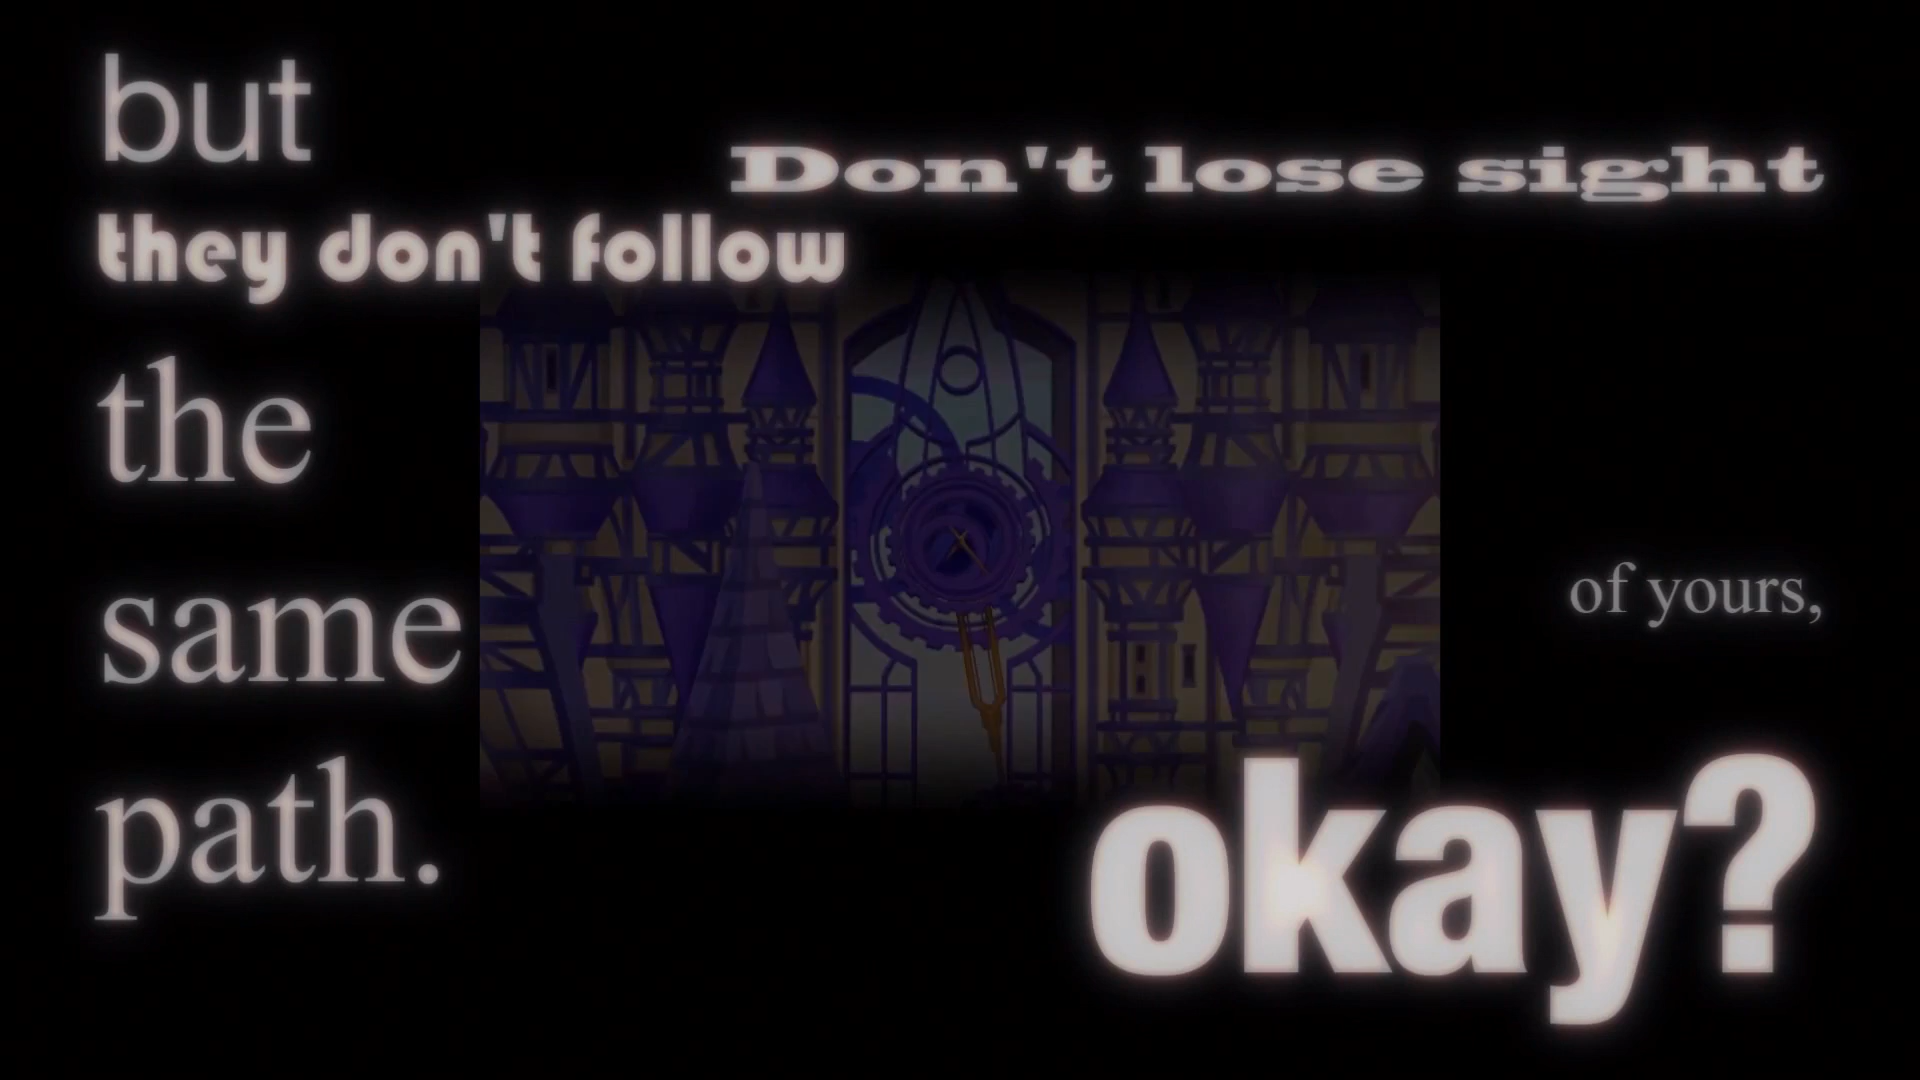 but
they don't follow
the
same
path.
Don't lose sight
of yours,
okay?